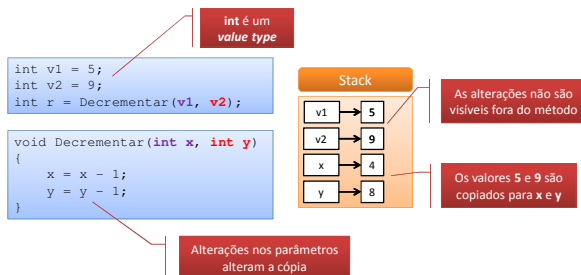 int é um
value type
int v1 = 5;
int v2 = 9;
int r = Decrementar(v1, v2);
void Decrementar(int x, int y)
{
x = x - 1;
y = y - 1;
}
Alterações nos parâmetros
alteram a cópia
Stack
v1 5
v2 9
x 4
y 8
As alterações não são
visíveis fora do método
Os valores 5 e 9 são
copiados para x e y